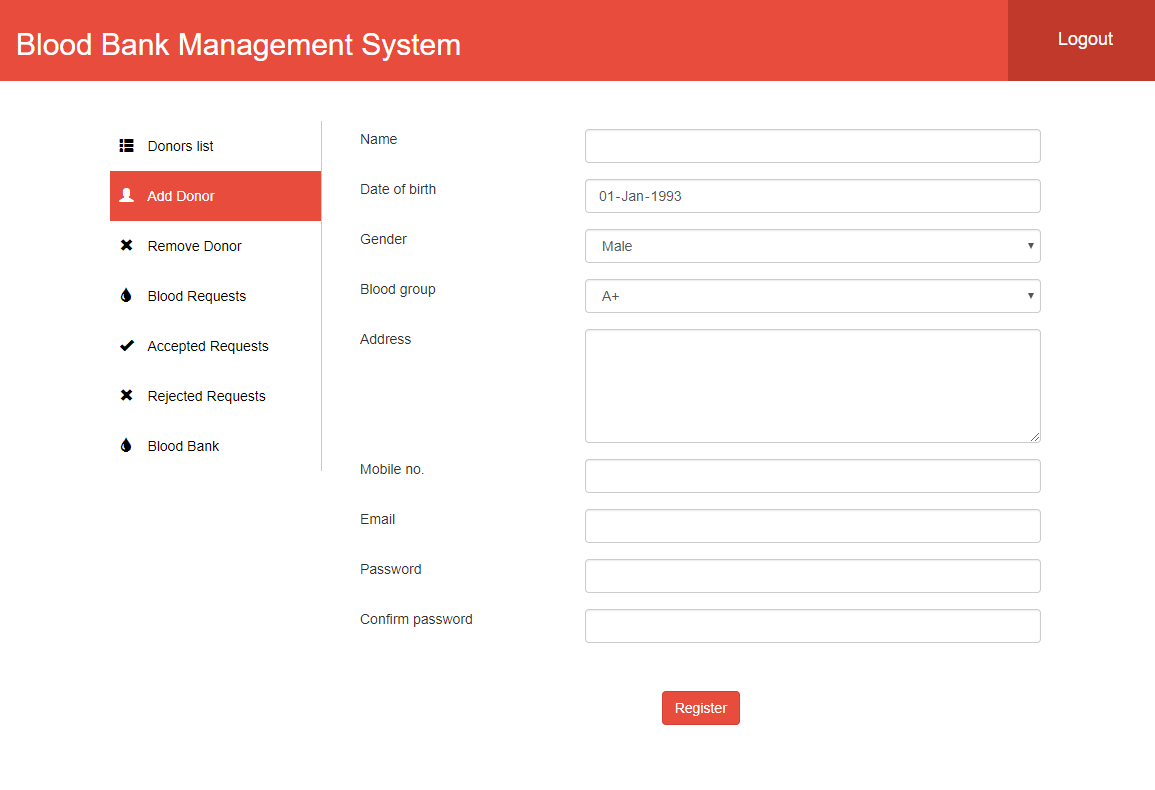 Blood Bank Management System
Logout
Donors list
Add Donor
Remove Donor
Blood Requests
Accepted Requests
Rejected Requests
Blood Bank
Name
Date of birth
01-Jan-1993
Gender
Male
Blood group
A+
Address
Mobile no.
Email
Password
Confirm password
Register